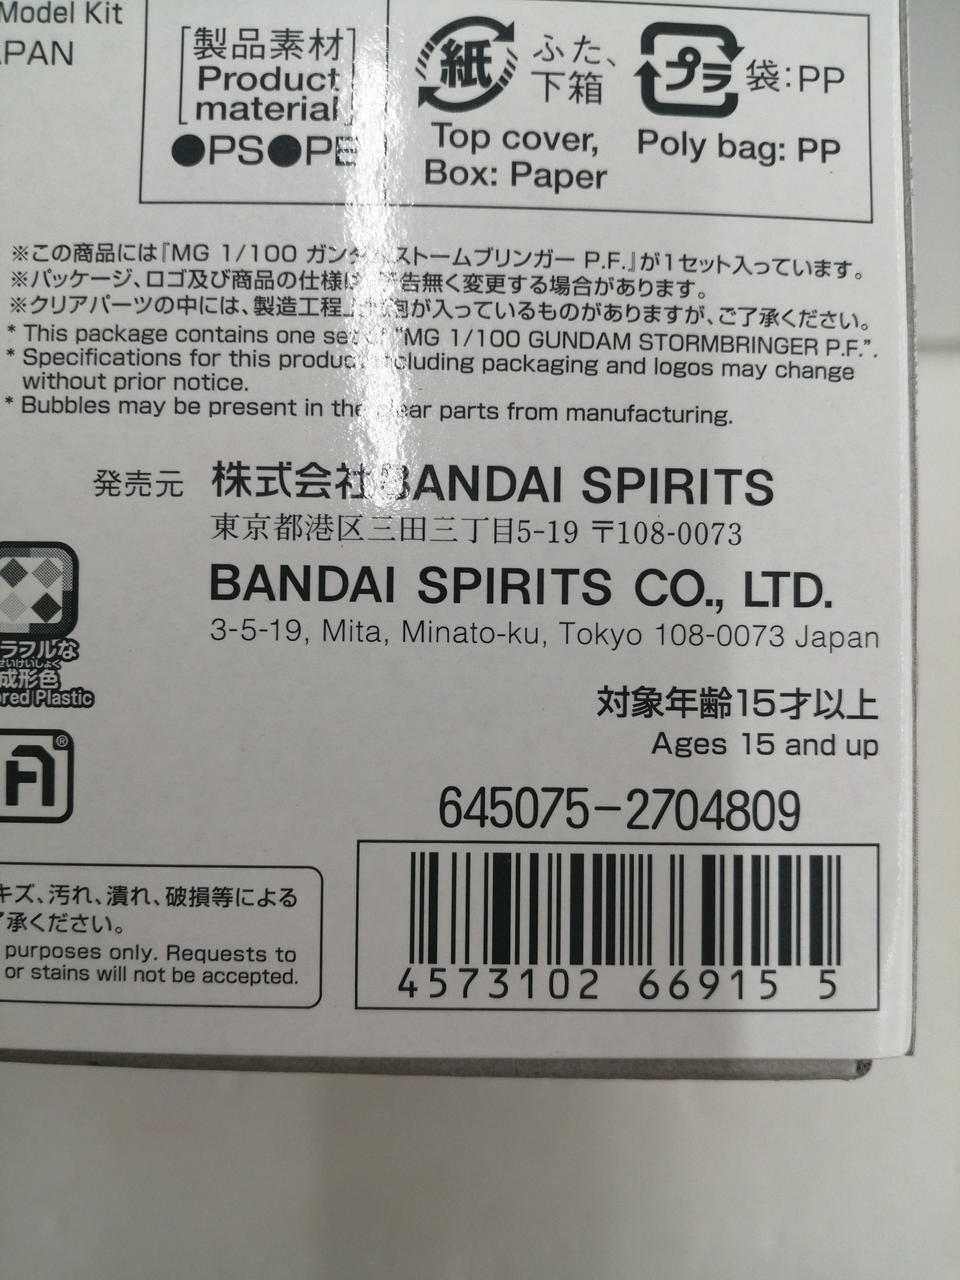 Model Kit
JAPAN
[製品素材]
[Product material]
●PS●PE
紙
ふた、
下箱
Top cover,
Box: Paper
プラ
袋:PP
Poly bag: PP
※この商品には『MG 1/100 ガンダムストームブリンガー P.F.』が1セット入っています。
※パッケージ、ロゴ及び商品の仕様は 告無く変更する場合があります。
※クリアパーツの中には、製造工程 泡が入っているものがありますが、ご了承ください。
* This package contains one set "MG 1/100 GUNDAM STORMBRINGER P.F.".
* Specifications for this product including packaging and logos may change
without prior notice.
* Bubbles may be present in the clear parts from manufacturing.
発売元 株式会社BANDAI SPIRITS
東京都港区三田三丁目5-19 〒108-0073
BANDAI SPIRITS CO., LTD.
3-5-19, Mita, Minato-ku, Tokyo 108-0073 Japan
ラフルな
せいけいしょく
成形色
ored Plastic
®
対象年齢15才以上
Ages 15 and up
645075-2704809
キズ、汚れ、潰れ、破損等による
了承ください。
purposes only. Requests to
or stains will not be accepted.
4573102 66915 5